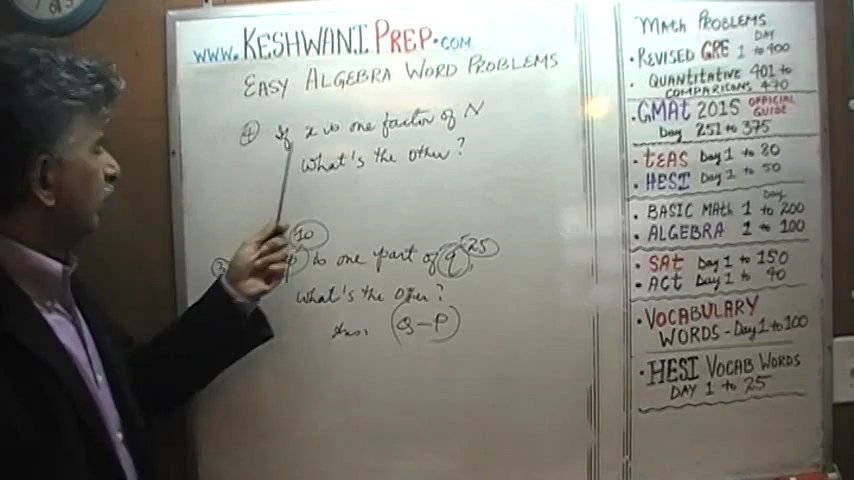 www.KESHWANI PREP.COM
EASY ALGEBRA WORD PROBLEMS
④ If x is one factor of N
What's the other?
10
③ p is one part of q 25
What's the other?
Ans. Q-P
MATH PROBLEMS
• REVISED GRE DAY 1 to 400
• QUANTITATIVE 401 to
COMPARICONS 470
• GMAt 2015 OFFICIAL GUIDE
Day 251 to 375
• tEAS Day 1 to 80
• HESI Day 1 to 50
Day
• BASIC MAth 1 to 200
• ALGEBRA 1 to 100
• SAt Day 1 to 150
• ACt Day 1 to 90
• VOCABULARY
WORDS - Day 1 to 100
• HESI VOCAB WORDS
DAY 1 to 25